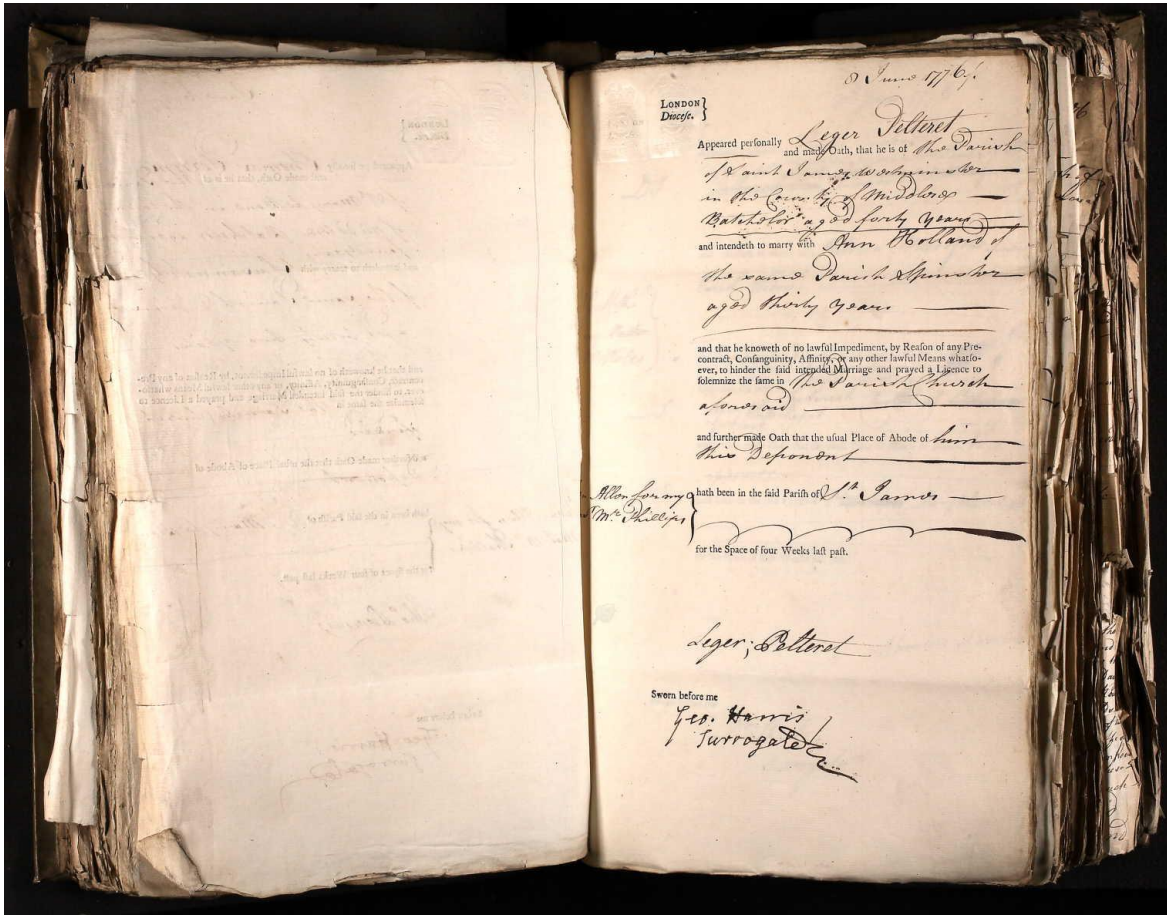 8 June 1776.
LONDON
Diocese.
Appeared personally Leger Pelteret
and made Oath, that he is of the Parish
of Saint James Westminster
in the County of Middlesex
Batchelor aged forty years
and intendeth to marry with Ann Holland of
the same Parish Spinster
aged thirty years
and that he knoweth of no lawful Impediment, by Reason of any Pre-
contract, Consanguinity, Affinity, or any other lawful Means whatso-
ever, to hinder the said intended Marriage and prayed a Licence to
solemnize the same in the Parish Church
aforesaid
and further made Oath that the usual Place of Abode of him
this Deponent
hath been in the said Parish of St. James
for my
Mr. Phillips
for the Space of four Weeks last past.
Leger; Pelteret
Sworn before me
Geo. Harris
Surrogate